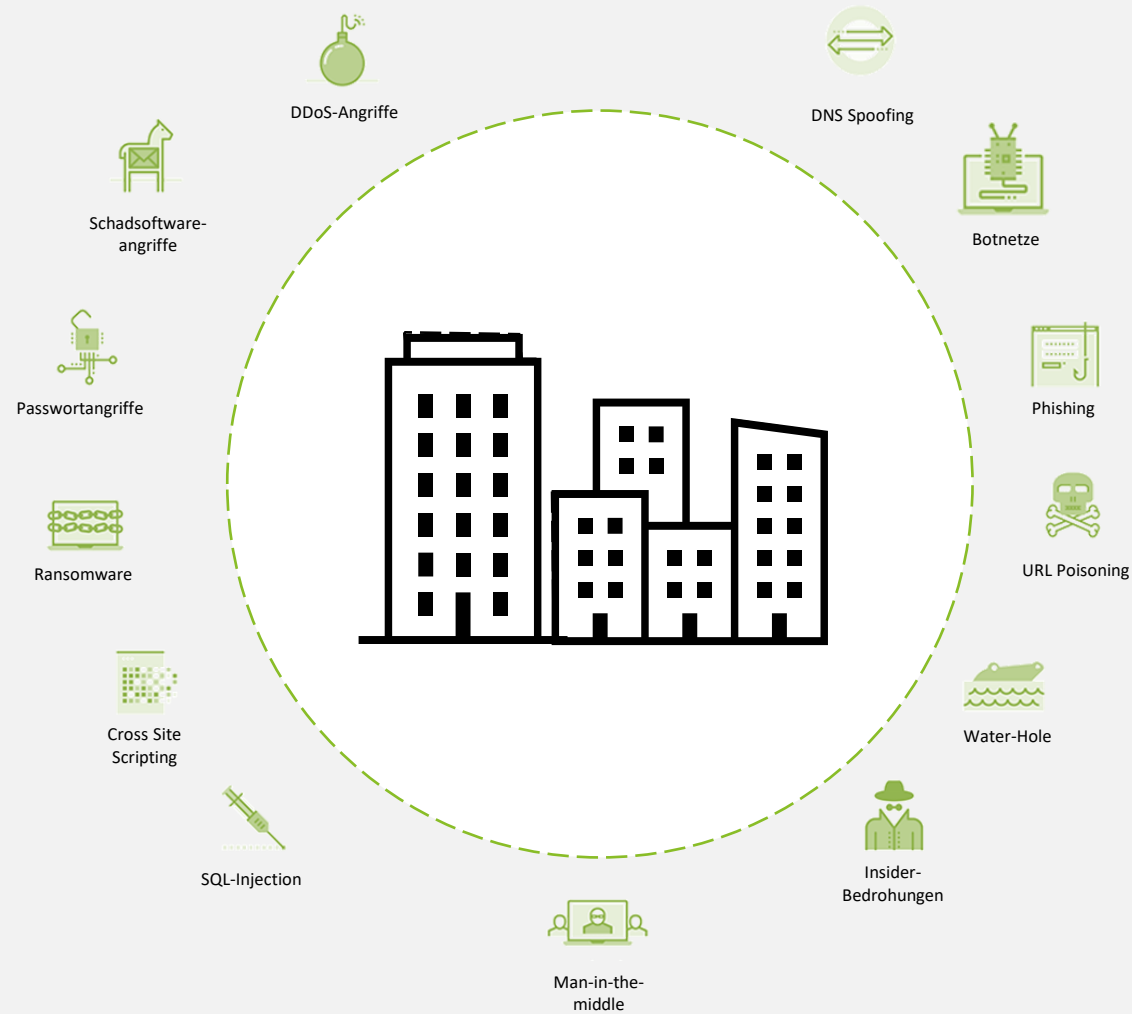 DDoS-Angriffe
DNS Spoofing
Schadsoftware-
angriffe
Botnetze
Passwortangriffe
Phishing
Ransomware
URL Poisoning
Cross Site
Scripting
Water-Hole
SQL-Injection
Insider-
Bedrohungen
Man-in-the-
middle